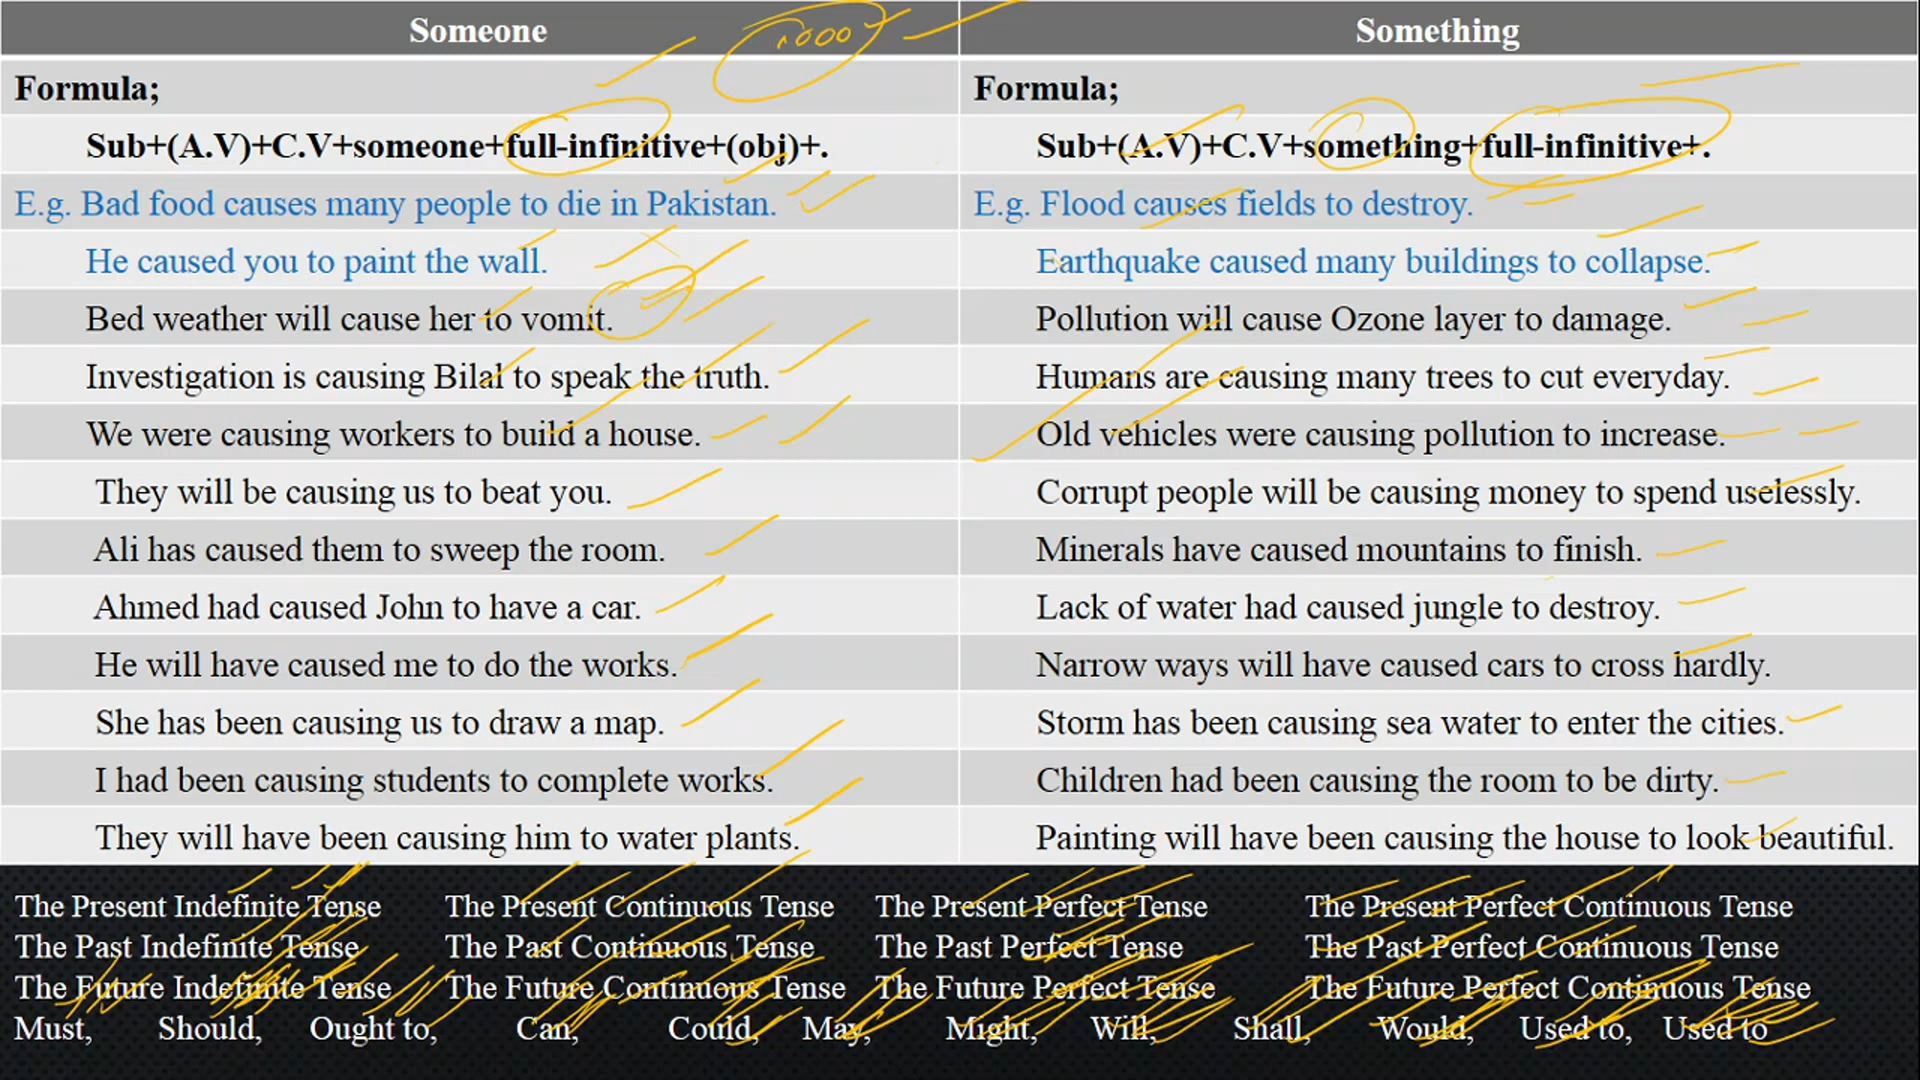 Someone
Something
1000
Formula;
Formula;
Sub+(A.V)+C.V+someone+full-infinitive+(obj)+.
Sub+(A.V)+C.V+something+full-infinitive+.
E.g. Bad food causes many people to die in Pakistan.
E.g. Flood causes fields to destroy.
He caused you to paint the wall.
Earthquake caused many buildings to collapse.
Bed weather will cause her to vomit.
Pollution will cause Ozone layer to damage.
Investigation is causing Bilal to speak the truth.
Humans are causing many trees to cut everyday.
We were causing workers to build a house.
Old vehicles were causing pollution to increase.
They will be causing us to beat you.
Corrupt people will be causing money to spend uselessly.
Ali has caused them to sweep the room.
Minerals have caused mountains to finish.
Ahmed had caused John to have a car.
Lack of water had caused jungle to destroy.
He will have caused me to do the works.
Narrow ways will have caused cars to cross hardly.
She has been causing us to draw a map.
Storm has been causing sea water to enter the cities.
I had been causing students to complete works.
Children had been causing the room to be dirty.
They will have been causing him to water plants.
Painting will have been causing the house to look beautiful.
The Present Indefinite Tense The Present Continuous Tense The Present Perfect Tense The Present Perfect Continuous Tense
The Past Indefinite Tense The Past Continuous Tense The Past Perfect Tense The Past Perfect Continuous Tense
The Future Indefinite Tense The Future Continuous Tense The Future Perfect Tense The Future Perfect Continuous Tense
Must, Should, Ought to, Can, Could, May, Might, Will, Shall, Would, Used to, Used to